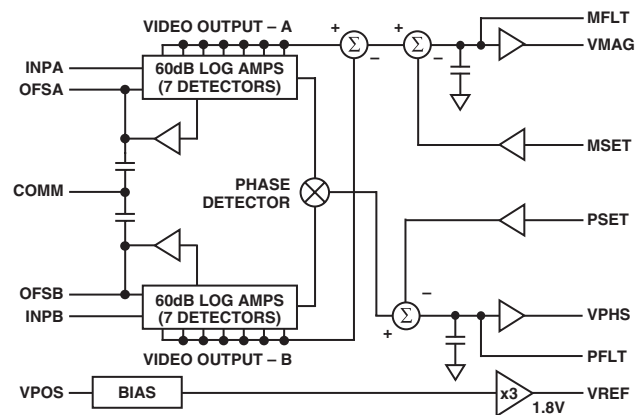 VIDEO OUTPUT – A
INPA
OFSA
60dB LOG AMPS
(7 DETECTORS)
+
Σ
–
+
Σ
–
MFLT
VMAG
MSET
COMM
PHASE
DETECTOR
PSET
–
+
Σ
OFSB
INPB
60dB LOG AMPS
(7 DETECTORS)
VIDEO OUTPUT – B
VPHS
PFLT
VPOS
BIAS
x3
1.8V
VREF